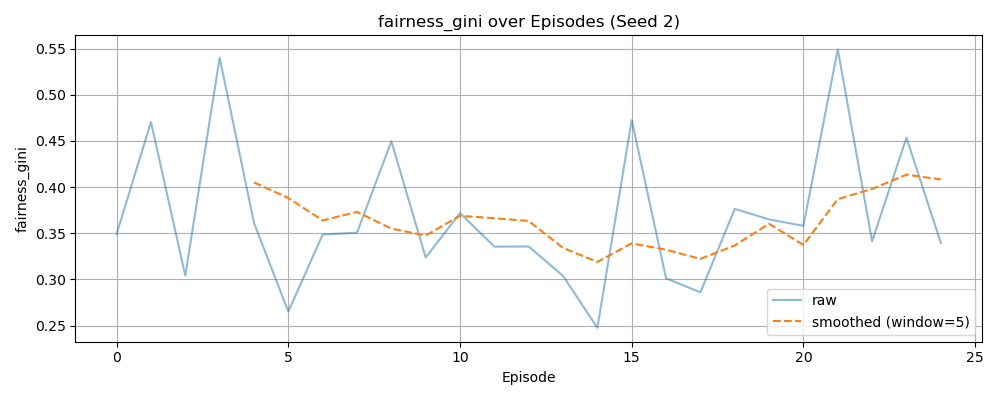 fairness_gini over Episodes (Seed 2)
fairness_gini
0.55
0.50
0.45
0.40
0.35
0.30
0.25
raw
smoothed (window=5)
0 5 10 15 20 25
Episode